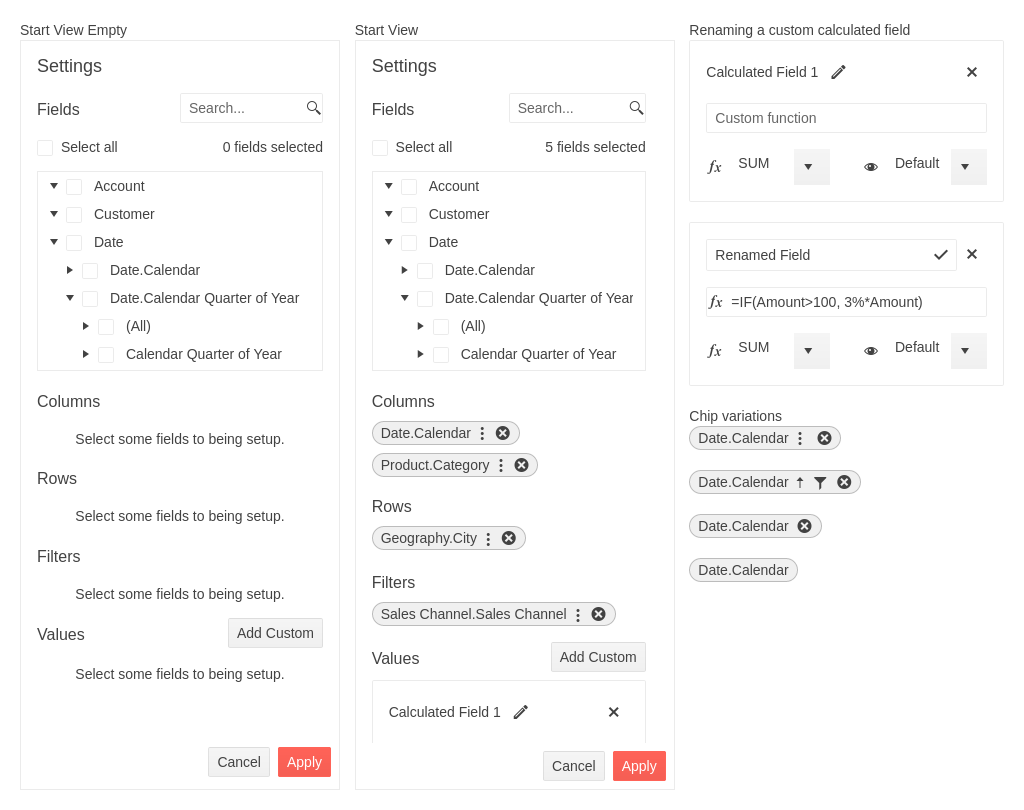 Start View Empty
Settings
Fields
Search...
Select all
0 fields selected
Account
Customer
Date
Date.Calendar
Date.Calendar Quarter of Year
(All)
Calendar Quarter of Year
Columns
Select some fields to being setup.
Rows
Select some fields to being setup.
Filters
Select some fields to being setup.
Values
Add Custom
Select some fields to being setup.
Cancel
Apply
Start View
Settings
Fields
Search...
Select all
5 fields selected
Account
Customer
Date
Date.Calendar
Date.Calendar Quarter of Year
(All)
Calendar Quarter of Year
Columns
Date.Calendar
Product.Category
Rows
Geography.City
Filters
Sales Channel.Sales Channel
Values
Add Custom
Calculated Field 1
Cancel
Apply
Renaming a custom calculated field
Calculated Field 1
Custom function
fx SUM
Default
Renamed Field
fx =IF(Amount>100, 3%*Amount)
fx SUM
Default
Chip variations
Date.Calendar
Date.Calendar
Date.Calendar
Date.Calendar